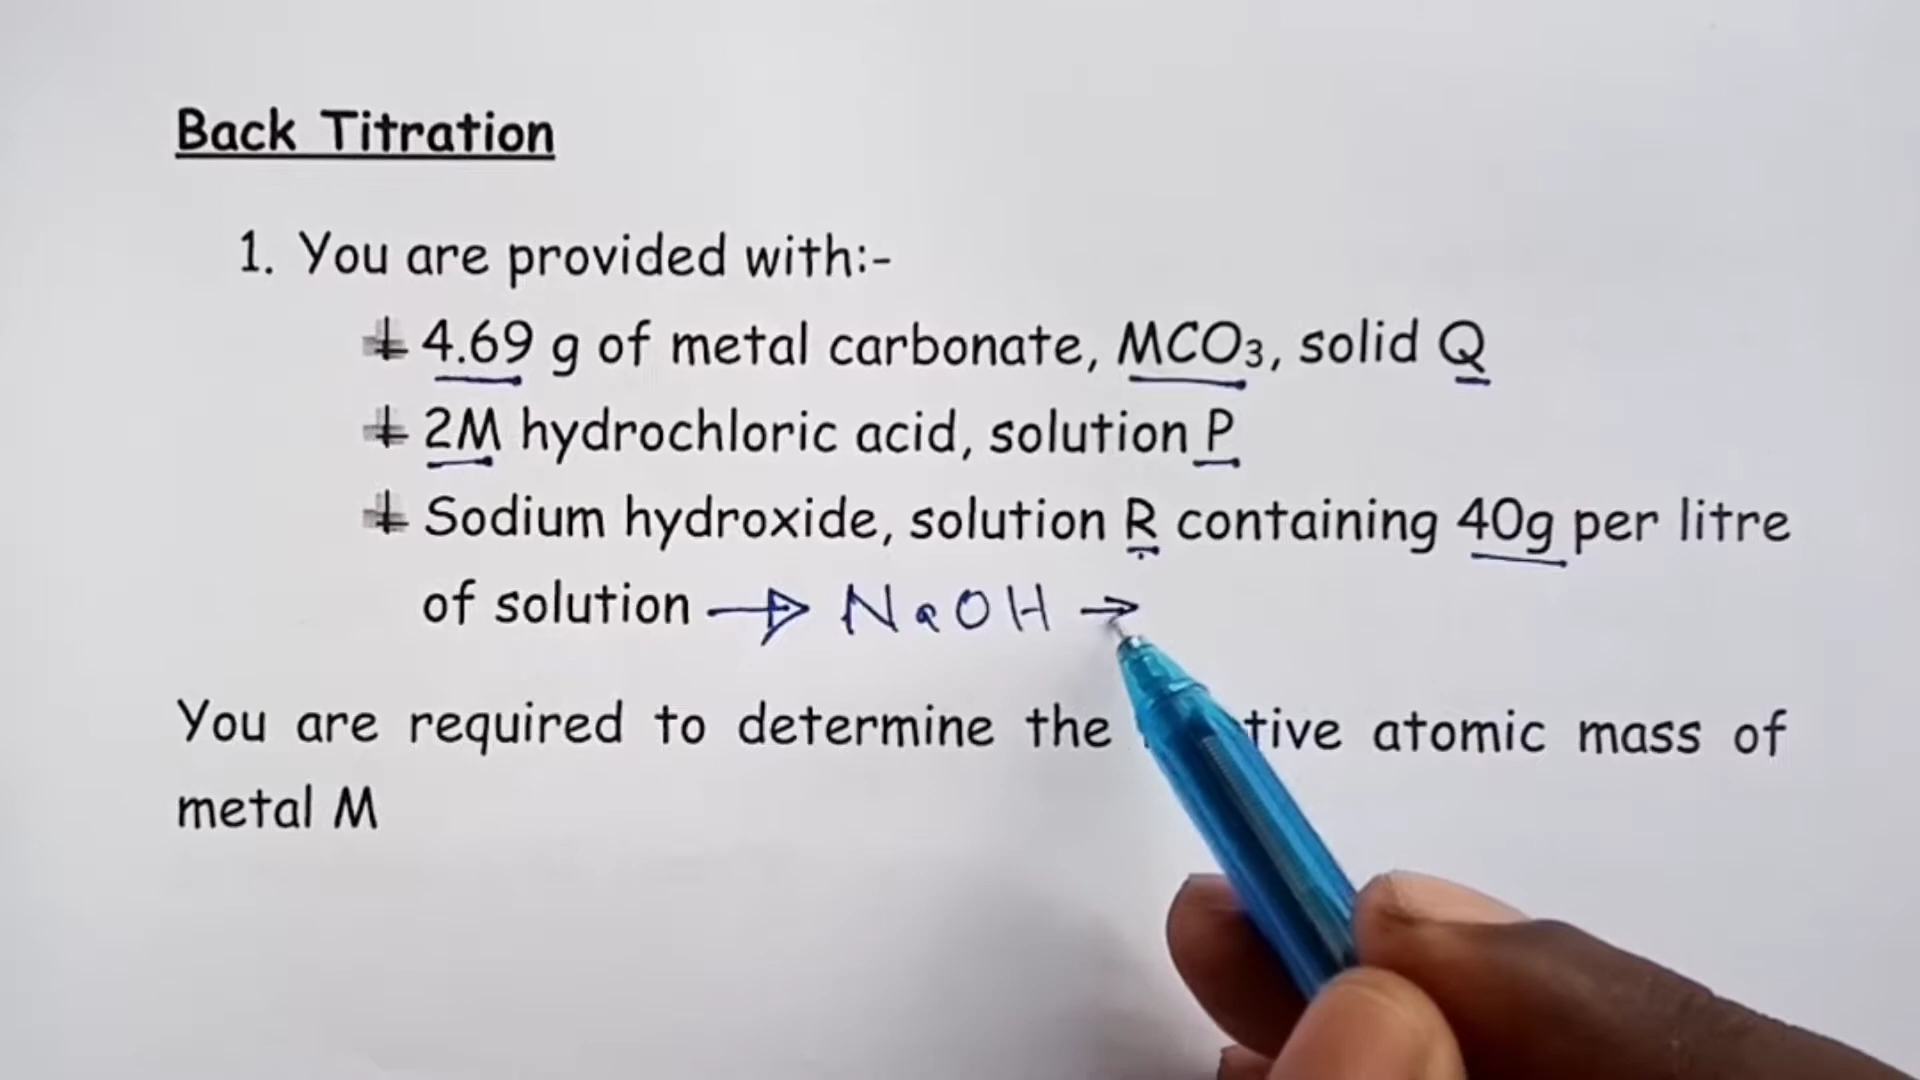 Back Titration
1. You are provided with:-
4.69 g of metal carbonate, MCO₃, solid Q
2M hydrochloric acid, solution P
Sodium hydroxide, solution R containing 40g per litre
of solution → NaOH →
You are required to determine the atomic mass of
metal M